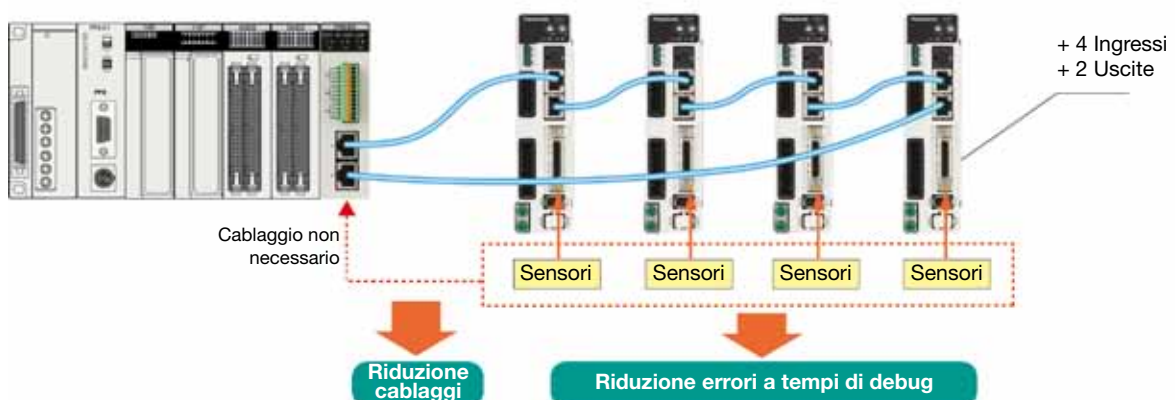 + 4 Ingressi
+ 2 Uscite
Cablaggio non
necessario
Sensori
Sensori
Sensori
Sensori
Riduzione
cablaggi
Riduzione errori a tempi di debug